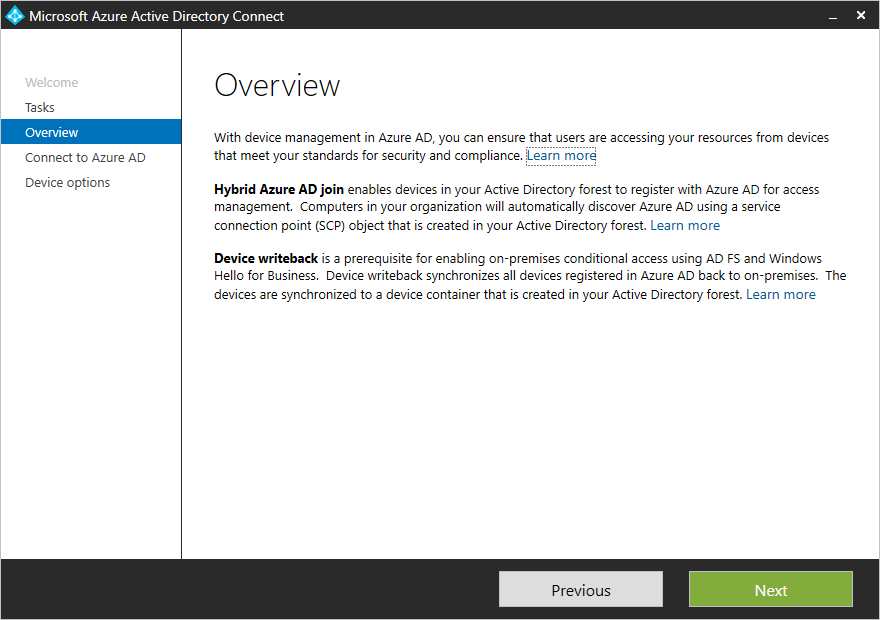 Microsoft Azure Active Directory Connect
Welcome
Tasks
Overview
Connect to Azure AD
Device options
Overview
With device management in Azure AD, you can ensure that users are accessing your resources from devices
that meet your standards for security and compliance. Learn more
Hybrid Azure AD join enables devices in your Active Directory forest to register with Azure AD for access
management.  Computers in your organization will automatically discover Azure AD using a service
connection point (SCP) object that is created in your Active Directory forest. Learn more
Device writeback is a prerequisite for enabling on-premises conditional access using AD FS and Windows
Hello for Business.  Device writeback synchronizes all devices registered in Azure AD back to on-premises.  The
devices are synchronized to a device container that is created in your Active Directory forest. Learn more
Previous
Next